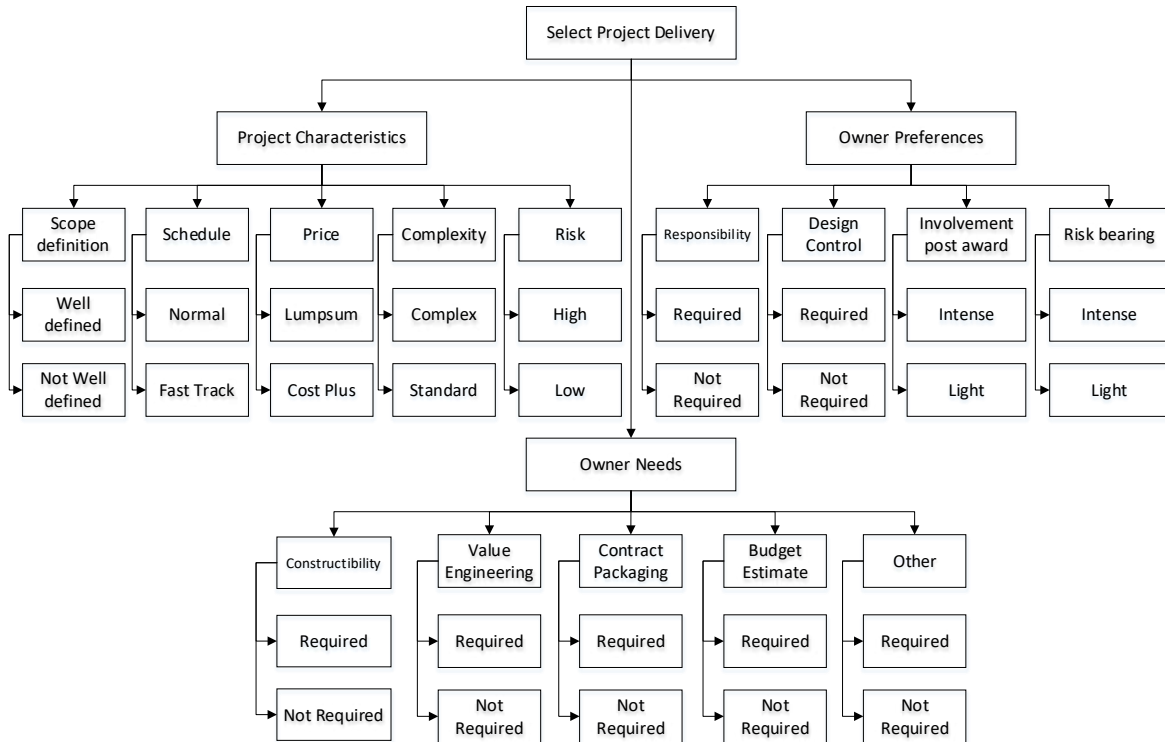 Select Project Delivery
Project Characteristics
Owner Preferences
Scope
definition
Schedule
Price
Complexity
Risk
Responsibility
Design
Control
Involvement
post award
Risk bearing
Well
defined
Normal
Lumpsum
Complex
High
Required
Required
Intense
Intense
Not Well
defined
Fast Track
Cost Plus
Standard
Low
Not
Required
Not
Required
Light
Light
Owner Needs
Constructibility
Value
Engineering
Contract
Packaging
Budget
Estimate
Other
Required
Required
Required
Required
Required
Not Required
Not
Required
Not
Required
Not
Required
Not
Required